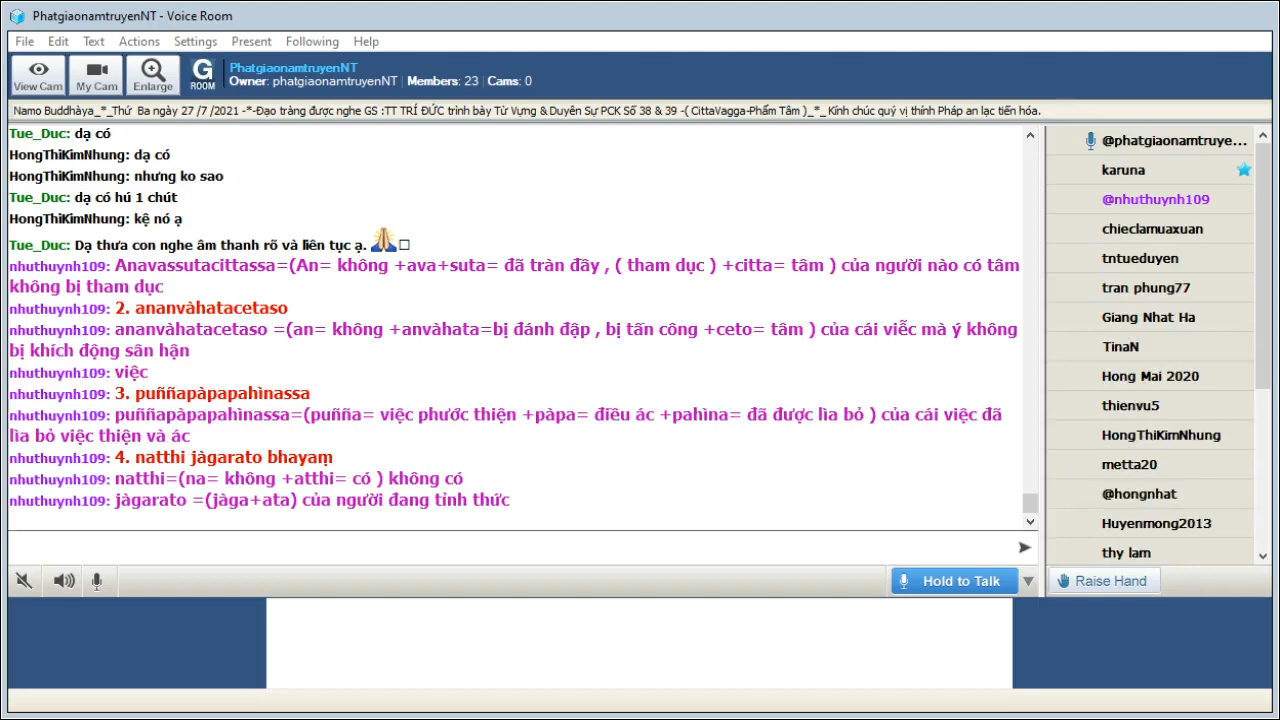 PhatgiaonamtruyenNT - Voice Room
File Edit Text Actions Settings Present Following Help
View Cam My Cam Enlarge G ROOM
PhatgiaonamtruyenNT
Owner: phatgiaonamtruyenNT | Members: 23 | Cams: 0
Namo Buddhàya_*_Thứ Ba ngày 27 /7 /2021 -*-Đạo tràng được nghe GS :TT TRÍ ĐỨC trình bày Từ Vựng & Duyên Sự PCK Số 38 & 39 -( CittaVagga-Phẩm Tâm )_*_ Kính chúc quý vị thính Pháp an lạc tiến hóa.
Tue_Duc: dạ có
HongThiKimNhung: dạ có
HongThiKimNhung: nhưng ko sao
Tue_Duc: dạ có hú 1 chút
HongThiKimNhung: kệ nó ạ
Tue_Duc: Dạ thưa con nghe âm thanh rõ và liên tục ạ.
nhuthuynh109: Anavassutacittassa=(An= không +ava+suta= đã tràn đầy , ( tham dục ) +citta= tâm ) của người nào có tâm
không bị tham dục
nhuthuynh109: 2. ananvàhatacetaso
nhuthuynh109: ananvàhatacetaso =(an= không +anvàhata=bị đánh đập , bị tấn công +ceto= tâm ) của cái viễc mà ý không
bị khích động sân hận
nhuthuynh109: việc
nhuthuynh109: 3. puññapàpapahìnassa
nhuthuynh109: puññapàpapahìnassa=(puñña= việc phước thiện +pàpa= điều ác +pahìna= đã được lìa bỏ ) của cái việc đã
lìa bỏ việc thiện và ác
nhuthuynh109: 4. natthi jàgarato bhayaṃ
nhuthuynh109: natthi=(na= không +atthi= có ) không có
nhuthuynh109: jàgarato =(jàga+ata) của người đang tỉnh thức
@phatgiaonamtruye...
karuna
@nhuthuynh109
chieclamuaxuan
tntueduyen
tran phung77
Giang Nhat Ha
TinaN
Hong Mai 2020
thienvu5
HongThiKimNhung
metta20
@hongnhat
Huyenmong2013
thy lam
Hold to Talk
Raise Hand